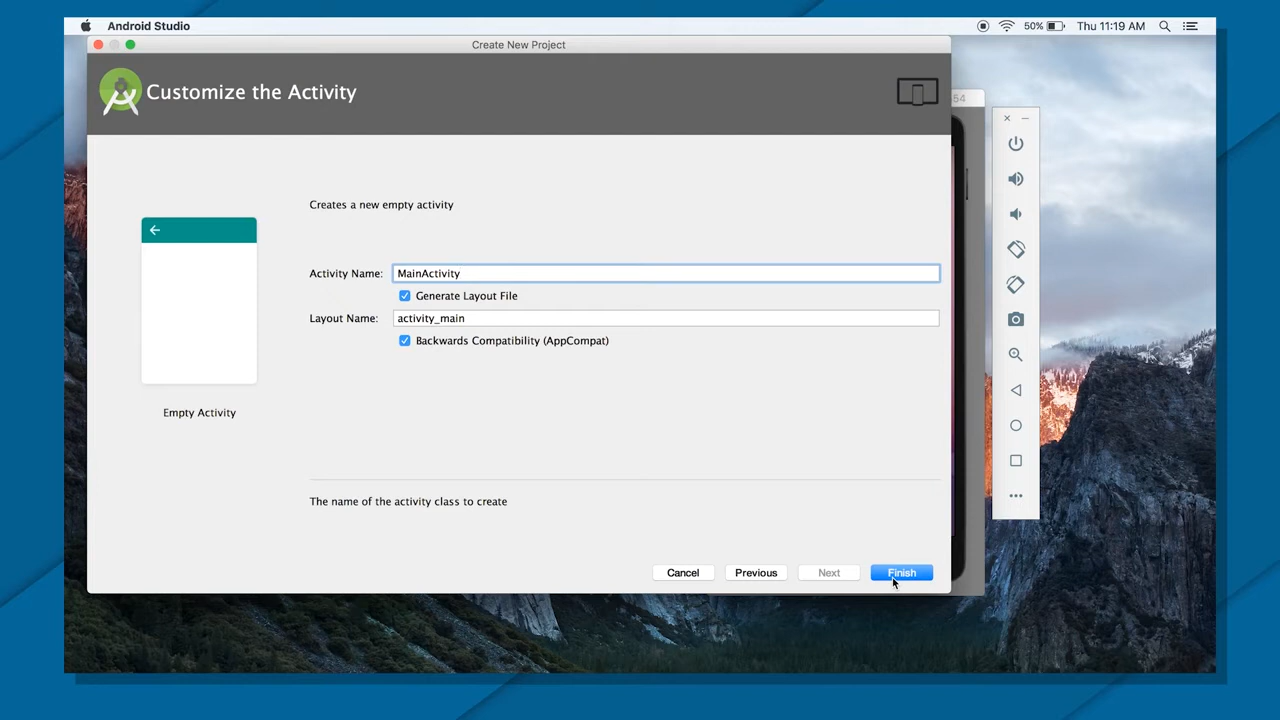 Android Studio
50%
Thu 11:19 AM
Create New Project
54
Customize the Activity
Creates a new empty activity
Activity Name:
MainActivity
Generate Layout File
Layout Name:
activity_main
Backwards Compatibility (AppCompat)
Empty Activity
The name of the activity class to create
Cancel
Previous
Next
Finish